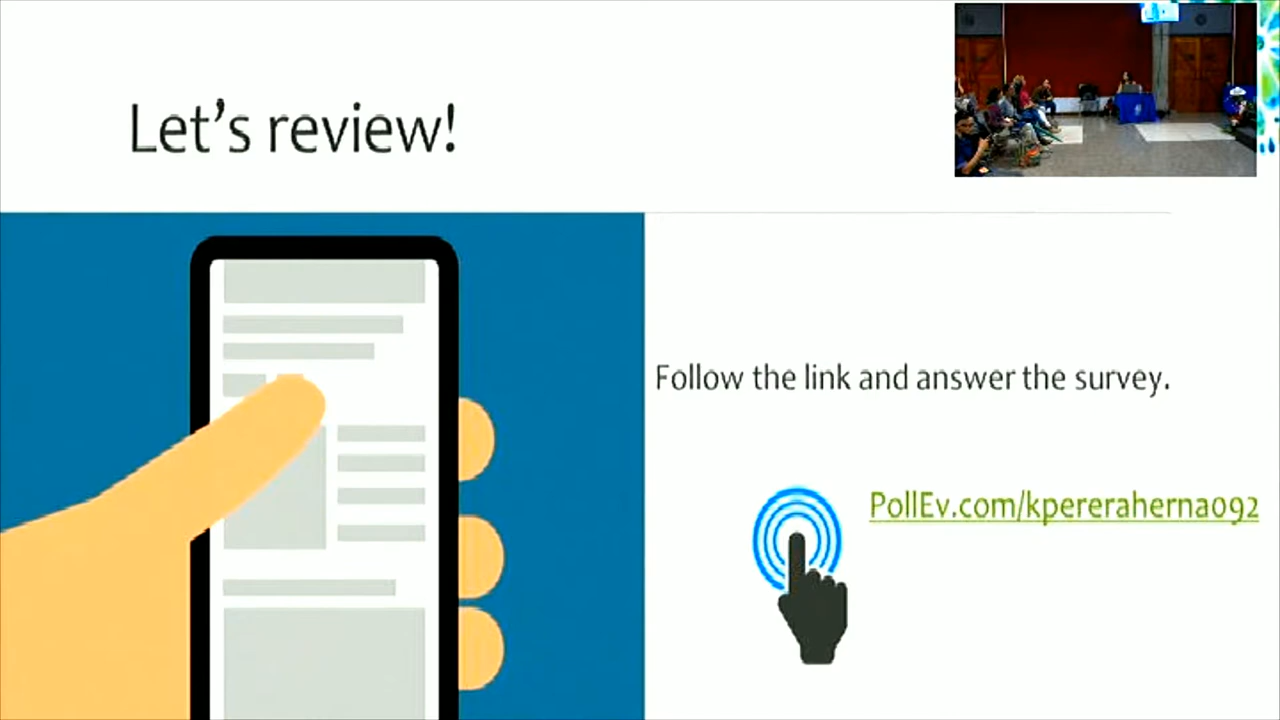 Let's review!
Follow the link and answer the survey.
PollEv.com/kpereraherna092